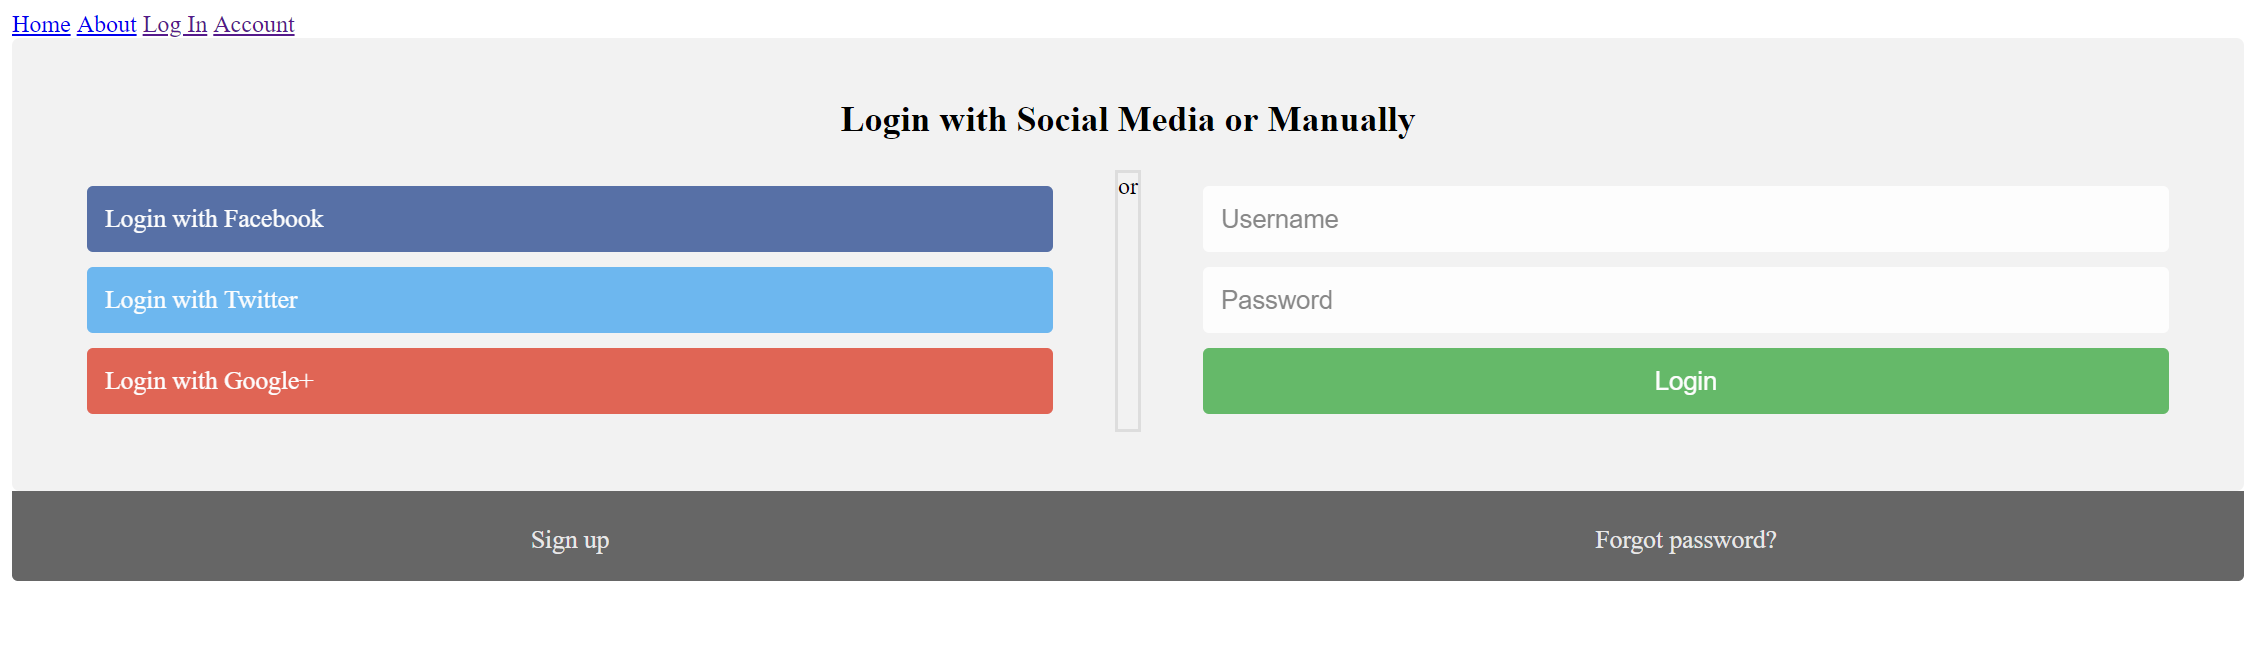 Home About Log In Account
Login with Social Media or Manually
Login with Facebook
Login with Twitter
Login with Google+
or
Username
Password
Login
Sign up
Forgot password?